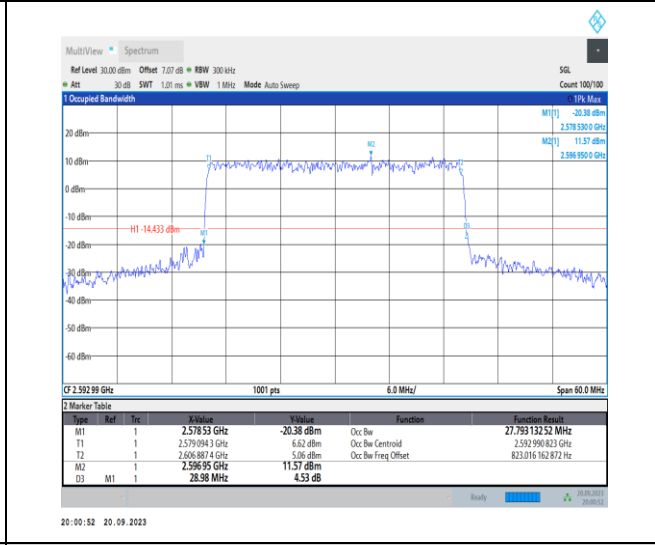 MultiView Spectrum
Ref Level 30.00 dBm Offset 7.07 dB RBW 300 kHz SGL
Att 30 dB SWT 1.01 ms VBW 1 MHz Mode Auto Sweep Count 100/100
1 Occupied Bandwidth 1Pk Max
M1[1] -20.38 dBm
2.578 530 0 GHz
M2[1] 11.57 dBm
2.596 950 0 GHz
20 dBm
M2
T1
T2
10 dBm
0 dBm
-10 dBm
H1 -14.433 dBm
M1
D3
-20 dBm
-30 dBm
-40 dBm
-50 dBm
-60 dBm
CF 2.592 99 GHz 1001 pts 6.0 MHz/ Span 60.0 MHz
2 Marker Table
Type Ref Trc X-Value Y-Value Function Function Result
M1 1 2.578 53 GHz -20.38 dBm Occ Bw 27.793 132 52 MHz
T1 1 2.579 094 3 GHz 6.62 dBm Occ Bw Centroid 2.592 990 823 GHz
T2 1 2.606 887 4 GHz 5.06 dBm Occ Bw Freq Offset 823.016 162 872 Hz
M2 1 2.596 95 GHz 11.57 dBm
D3 M1 1 28.98 MHz 4.53 dB
Ready 20.09.2023
20:00:52
20:00:52 20.09.2023